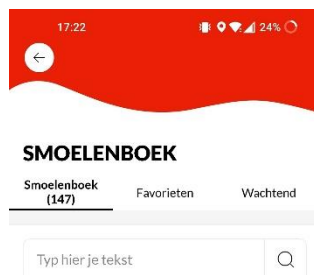 17:22 24%
SMOELENBOEK
Smoelenboek
(147)
Favorieten
Wachtend
Typ hier je tekst